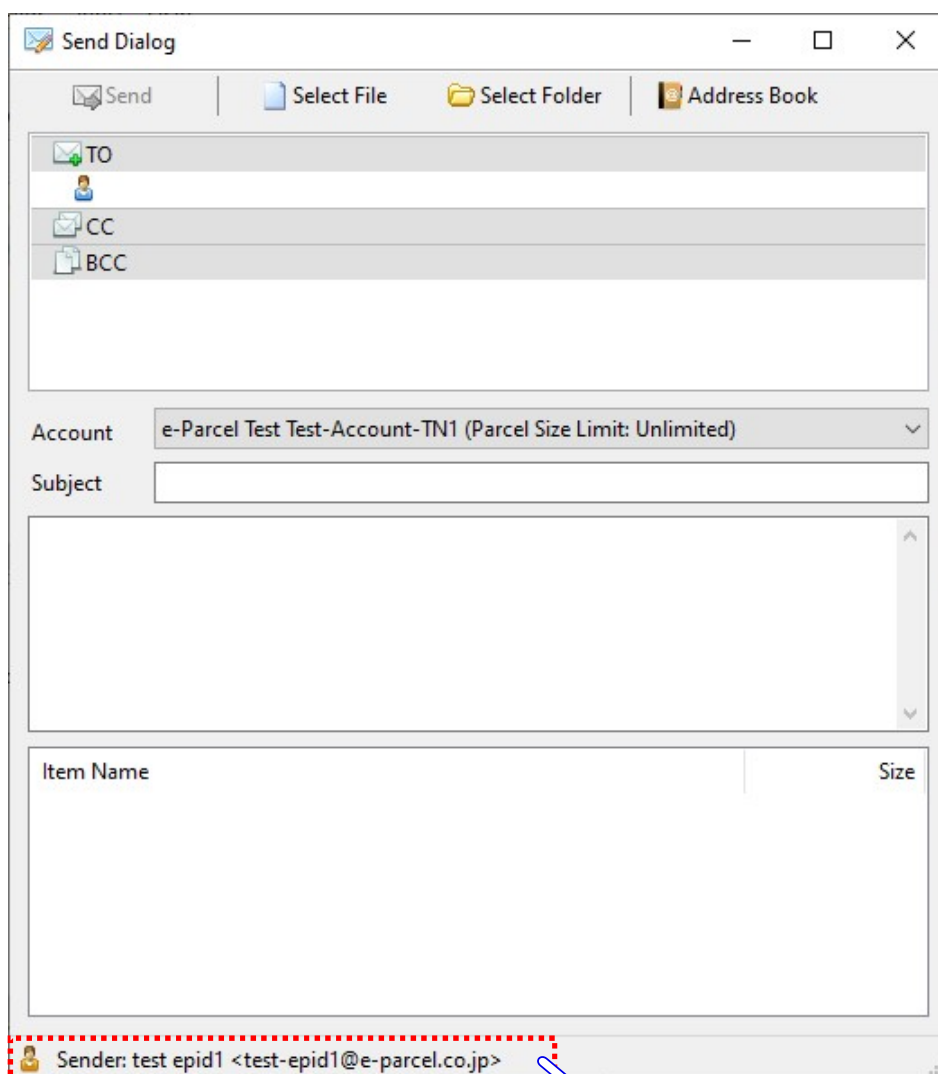 Send Dialog
Send Select File Select Folder Address Book
TO
CC
BCC
Account e-Parcel Test Test-Account-TN1 (Parcel Size Limit: Unlimited)
Subject
Item Name Size
Sender: test epid1 <test-epid1@e-parcel.co.jp>